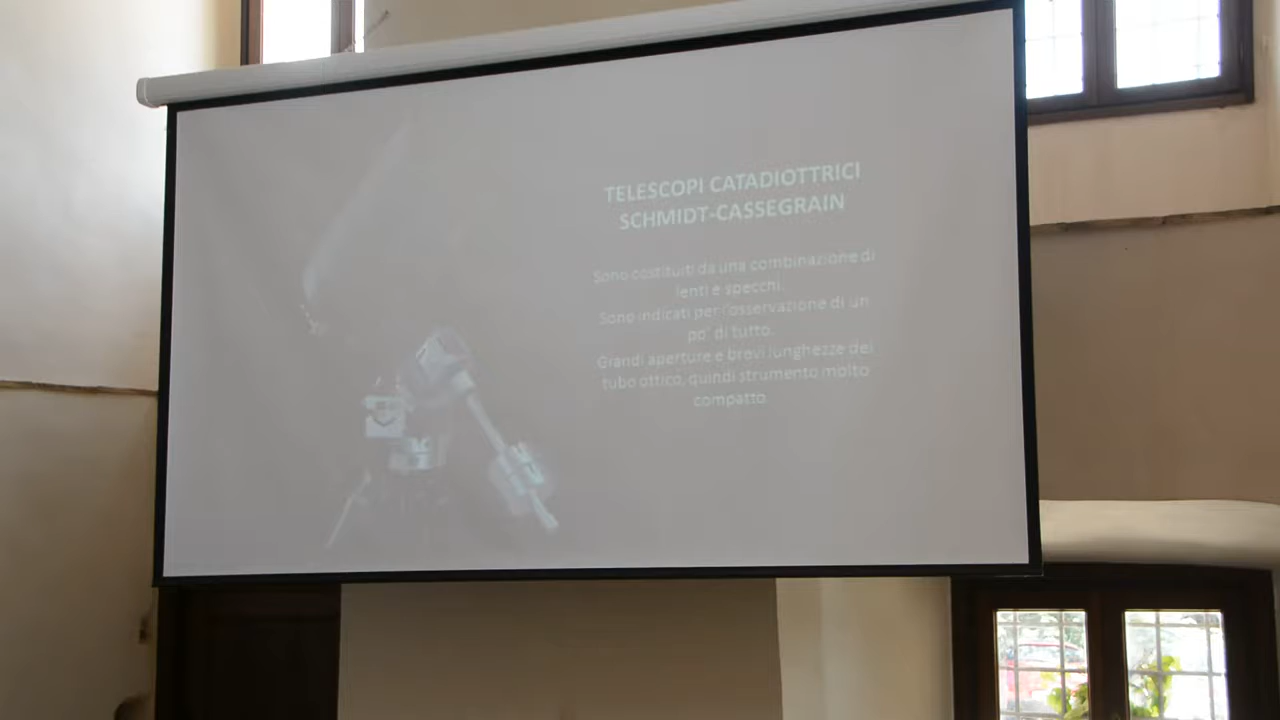 TELESCOPI CATADIOTTRICI
SCHMIDT-CASSEGRAIN
Sono costituiti da una combinazione di
lenti e specchi.
Sono indicati per l'osservazione di un
po' di tutto.
Grandi aperture e brevi lunghezze del
tubo ottico, quindi strumento molto
compatto